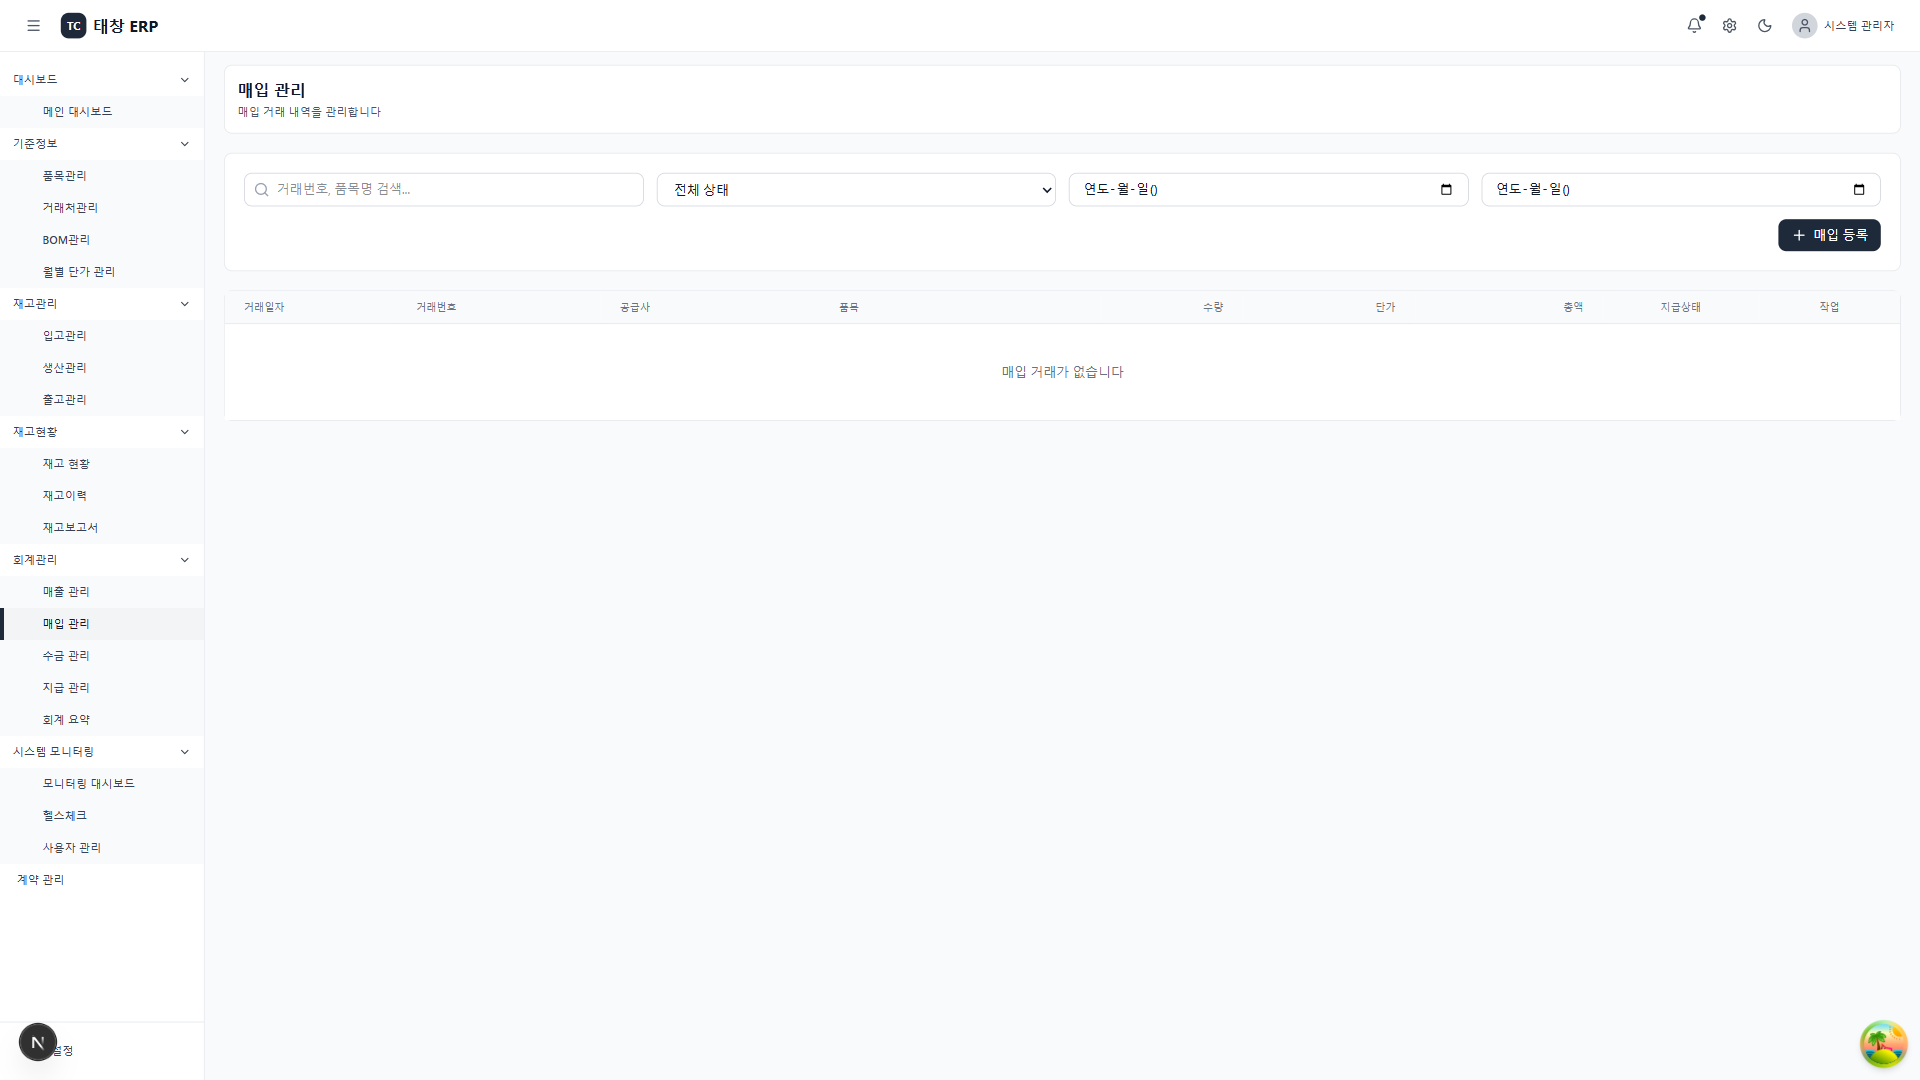 TC 태창 ERP
시스템 관리자
대시보드
메인 대시보드
기준정보
품목관리
거래처관리
BOM관리
월별 단가 관리
재고관리
입고관리
생산관리
출고관리
재고현황
재고 현황
재고이력
재고보고서
회계관리
매출 관리
매입 관리
수금 관리
지급 관리
회계 요약
시스템 모니터링
모니터링 대시보드
헬스체크
사용자 관리
계약 관리
N
설정
매입 관리
매입 거래 내역을 관리합니다
거래번호, 품목명 검색...
전체 상태
연도-월-일()
연도-월-일()
매입 등록
거래일자 거래번호 공급사 품목 수량 단가 총액 지급상태 작업
매입 거래가 없습니다